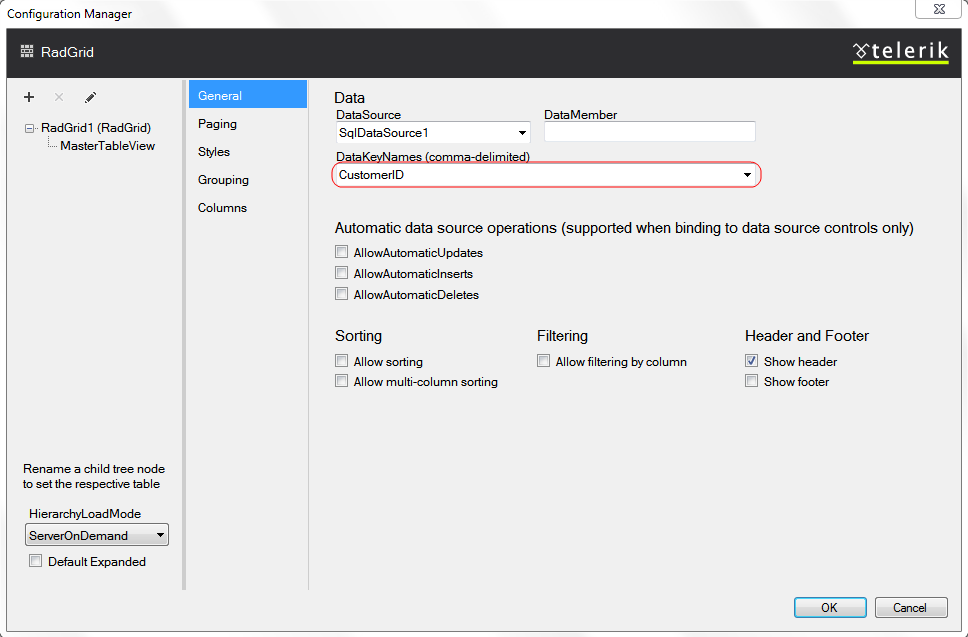 Configuration Manager
RadGrid
telerik
RadGrid1 (RadGrid)
MasterTableView
Rename a child tree node
to set the respective table
HierarchyLoadMode
ServerOnDemand
Default Expanded
General
Paging
Styles
Grouping
Columns
Data
DataSource DataMember
SqlDataSource1
DataKeyNames (comma-delimited)
CustomerID
Automatic data source operations (supported when binding to data source controls only)
AllowAutomaticUpdates
AllowAutomaticInserts
AllowAutomaticDeletes
Sorting
Allow sorting
Allow multi-column sorting
Filtering
Allow filtering by column
Header and Footer
Show header
Show footer
OK Cancel